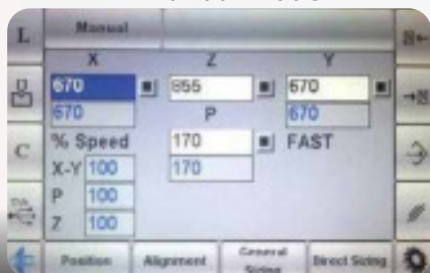 L
Manual
X Z Y
670 855 670
670 P 670
% Speed 170 FAST
X-Y 100 170
C
P 100
Z 100
Position Alignment General Sizing Direct Sizing